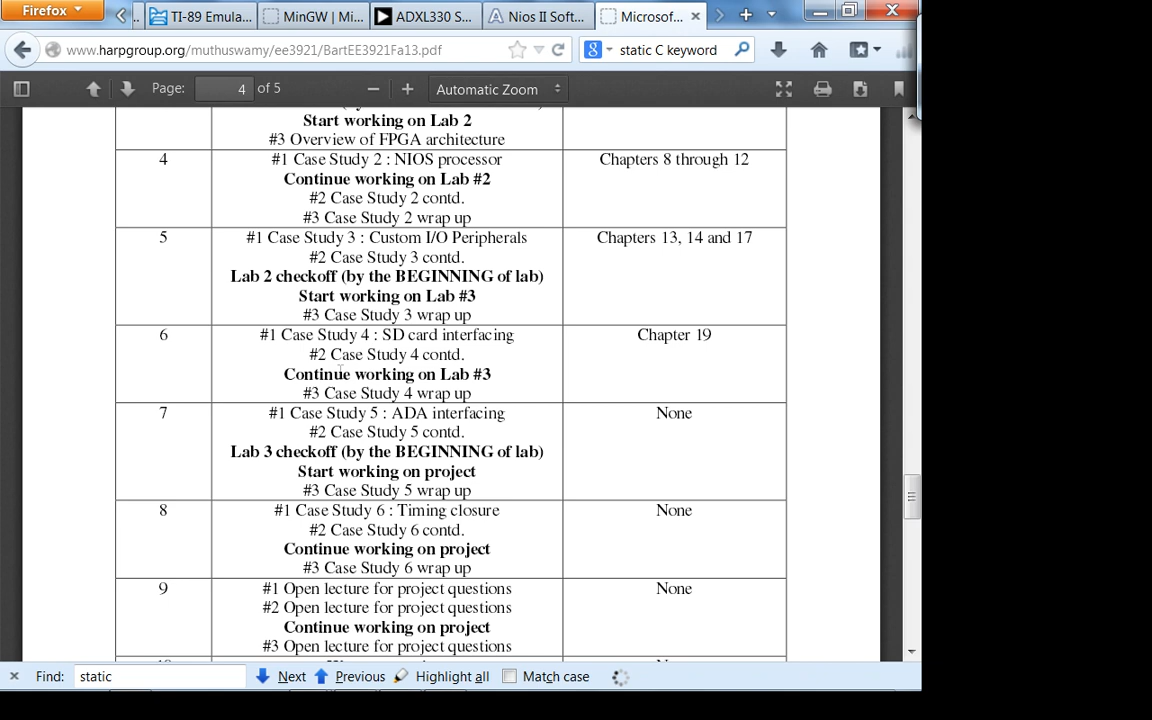 Firefox
TI-89 Emula...
MinGW | Mi...
ADXL330 S...
Nios II Soft...
Microsof...
www.harpgroup.org/muthuswamy/ee3921/BartEE3921Fa13.pdf
static C keyword
Page: 4 of 5
Automatic Zoom
Start working on Lab 2
#3 Overview of FPGA architecture
4
#1 Case Study 2 : NIOS processor
Chapters 8 through 12
Continue working on Lab #2
#2 Case Study 2 contd.
#3 Case Study 2 wrap up
5
#1 Case Study 3 : Custom I/O Peripherals
Chapters 13, 14 and 17
#2 Case Study 3 contd.
Lab 2 checkoff (by the BEGINNING of lab)
Start working on Lab #3
#3 Case Study 3 wrap up
6
#1 Case Study 4 : SD card interfacing
Chapter 19
#2 Case Study 4 contd.
Continue working on Lab #3
#3 Case Study 4 wrap up
7
#1 Case Study 5 : ADA interfacing
None
#2 Case Study 5 contd.
Lab 3 checkoff (by the BEGINNING of lab)
Start working on project
#3 Case Study 5 wrap up
8
#1 Case Study 6 : Timing closure
None
#2 Case Study 6 contd.
Continue working on project
#3 Case Study 6 wrap up
9
#1 Open lecture for project questions
None
#2 Open lecture for project questions
Continue working on project
#3 Open lecture for project questions
Find: static
Next
Previous
Highlight all
Match case